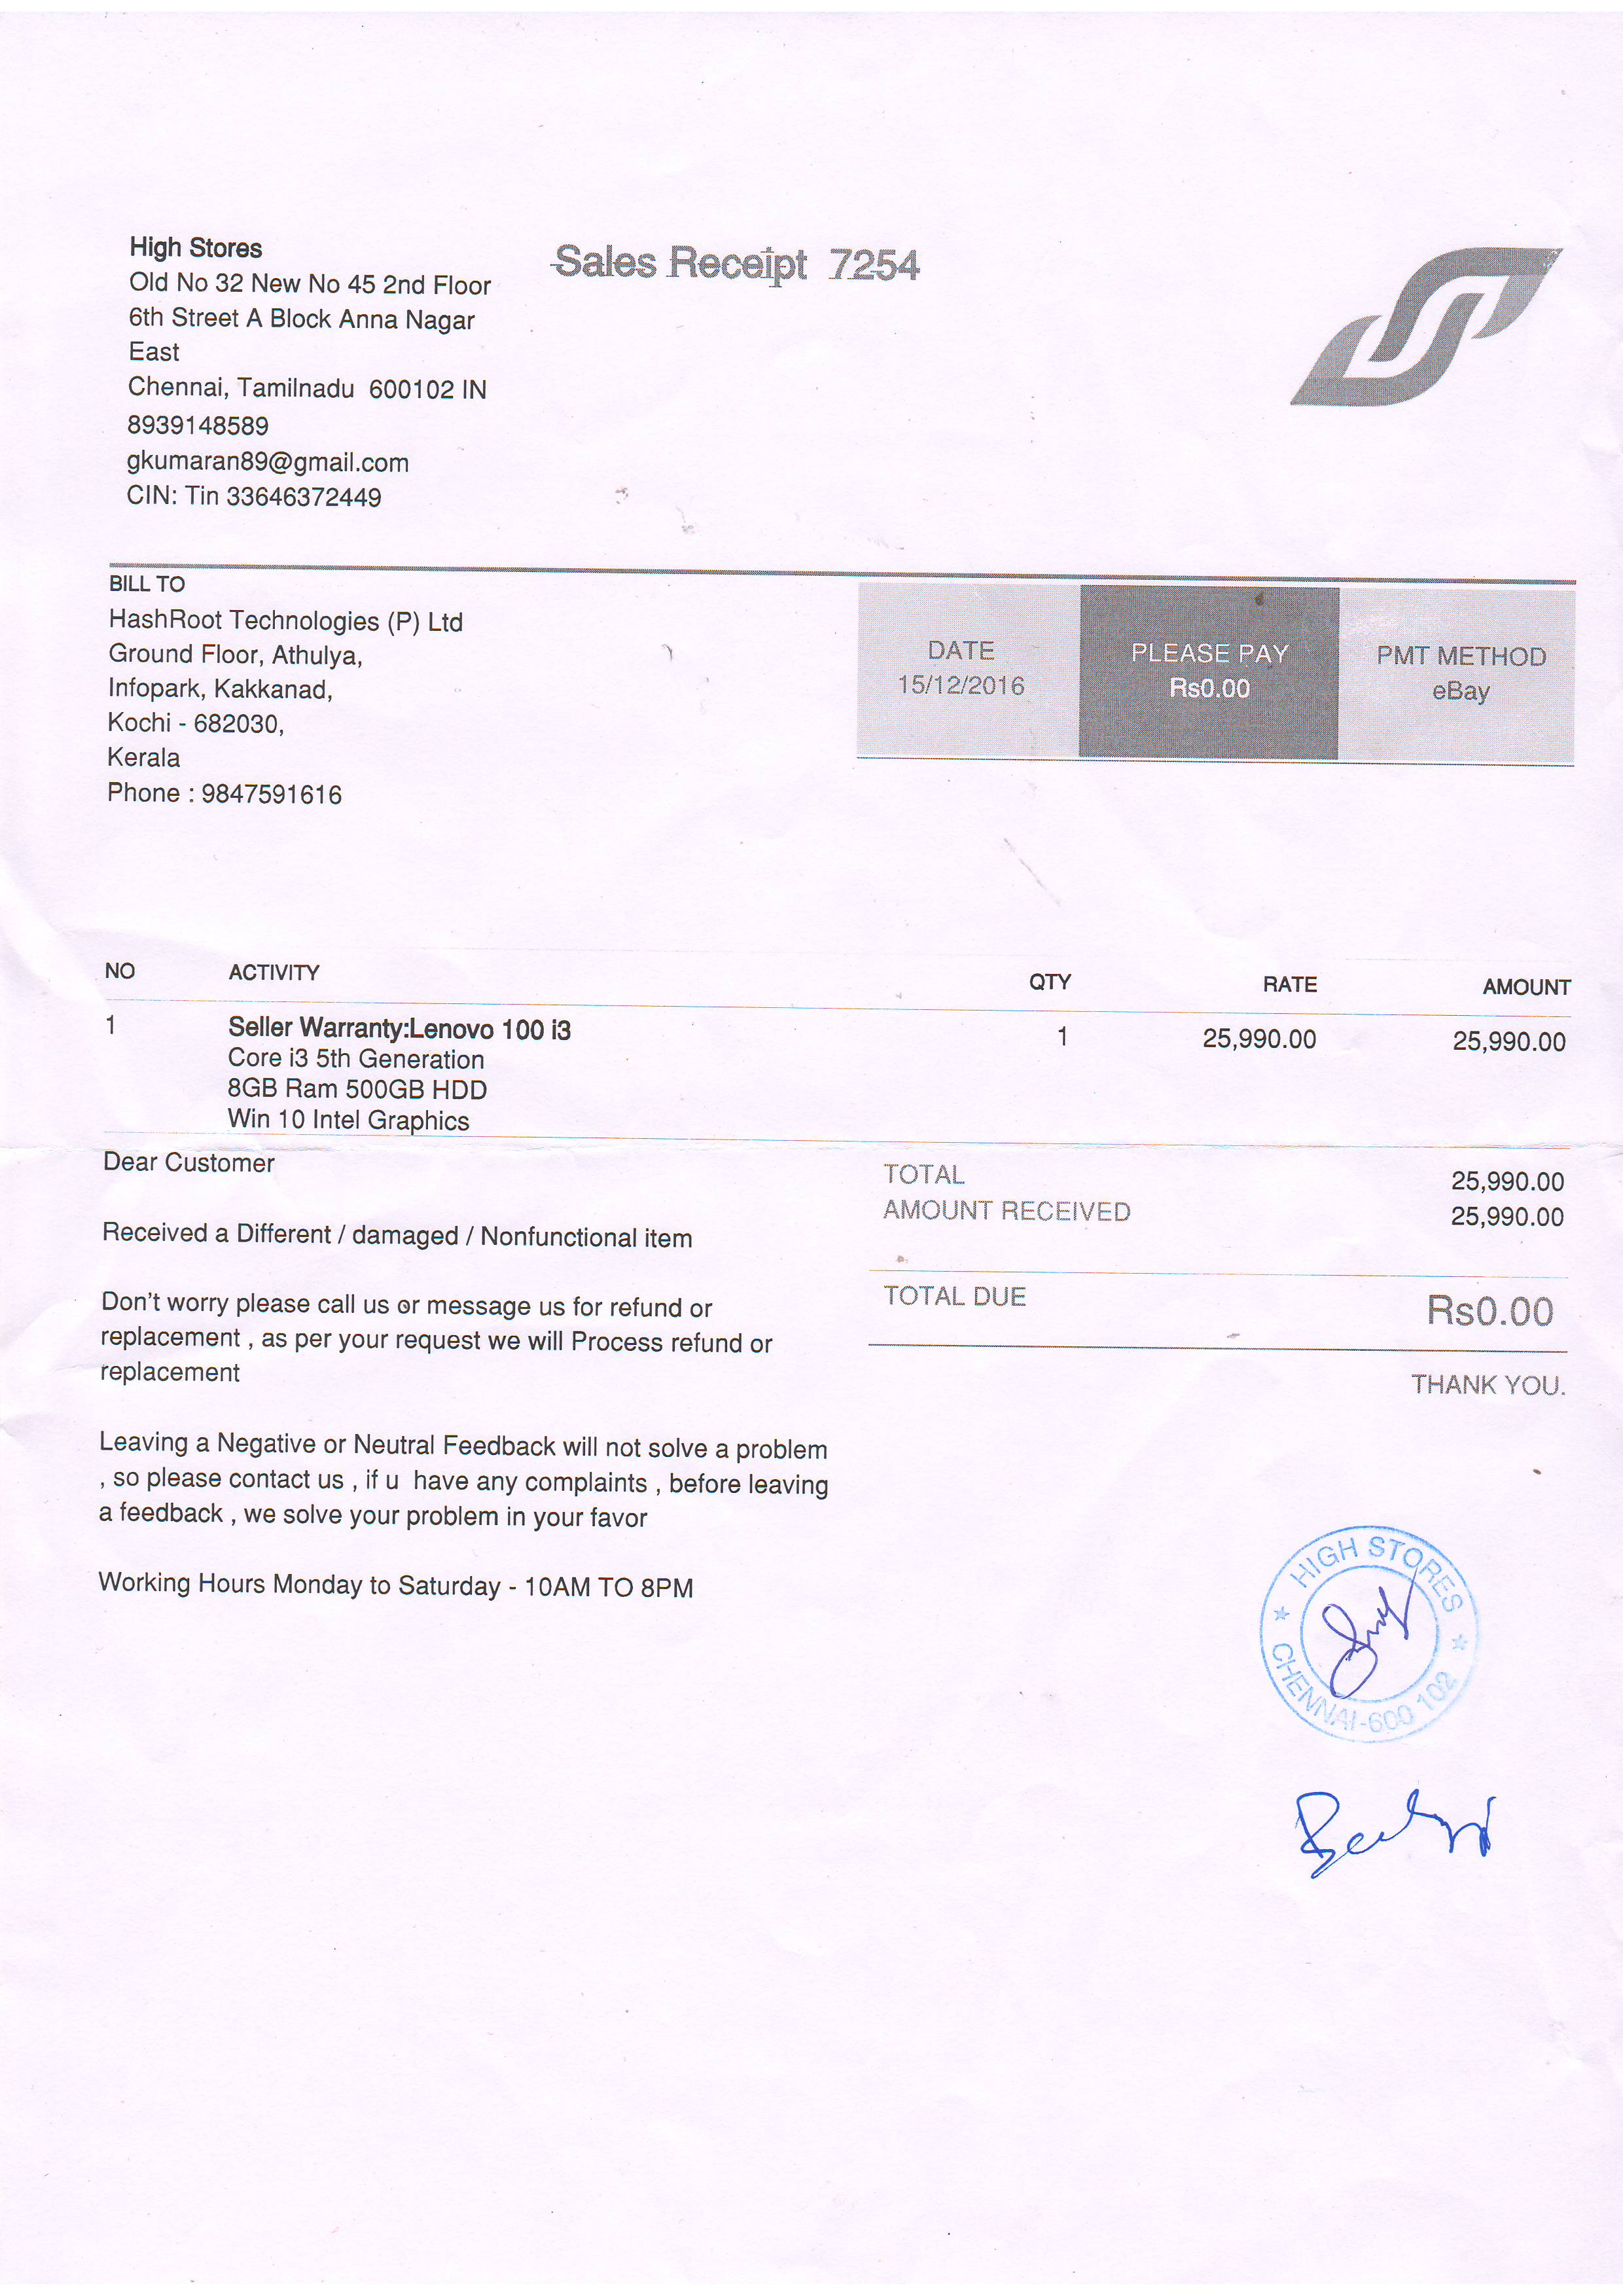 High Stores
Old No 32 New No 45 2nd Floor
6th Street A Block Anna Nagar
East
Chennai, Tamilnadu 600102 IN
8939148589
gkumaran89@gmail.com
CIN: Tin 33646372449
Sales Receipt 7254
BILL TO
HashRoot Technologies (P) Ltd
Ground Floor, Athulya,
Infopark, Kakkanad,
Kochi - 682030,
Kerala
Phone : 9847591616
DATE
15/12/2016
PLEASE PAY
Rs0.00
PMT METHOD
eBay
NO ACTIVITY QTY RATE AMOUNT
1 Seller Warranty:Lenovo 100 i3 1 25,990.00 25,990.00
Core i3 5th Generation
8GB Ram 500GB HDD
Win 10 Intel Graphics
Dear Customer
Received a Different / damaged / Nonfunctional item
Don't worry please call us or message us for refund or
replacement , as per your request we will Process refund or
replacement
Leaving a Negative or Neutral Feedback will not solve a problem
, so please contact us , if u have any complaints , before leaving
a feedback , we solve your problem in your favor
Working Hours Monday to Saturday - 10AM TO 8PM
TOTAL 25,990.00
AMOUNT RECEIVED 25,990.00
TOTAL DUE Rs0.00
THANK YOU.
HIGH STORES
CHENNAI-600 102